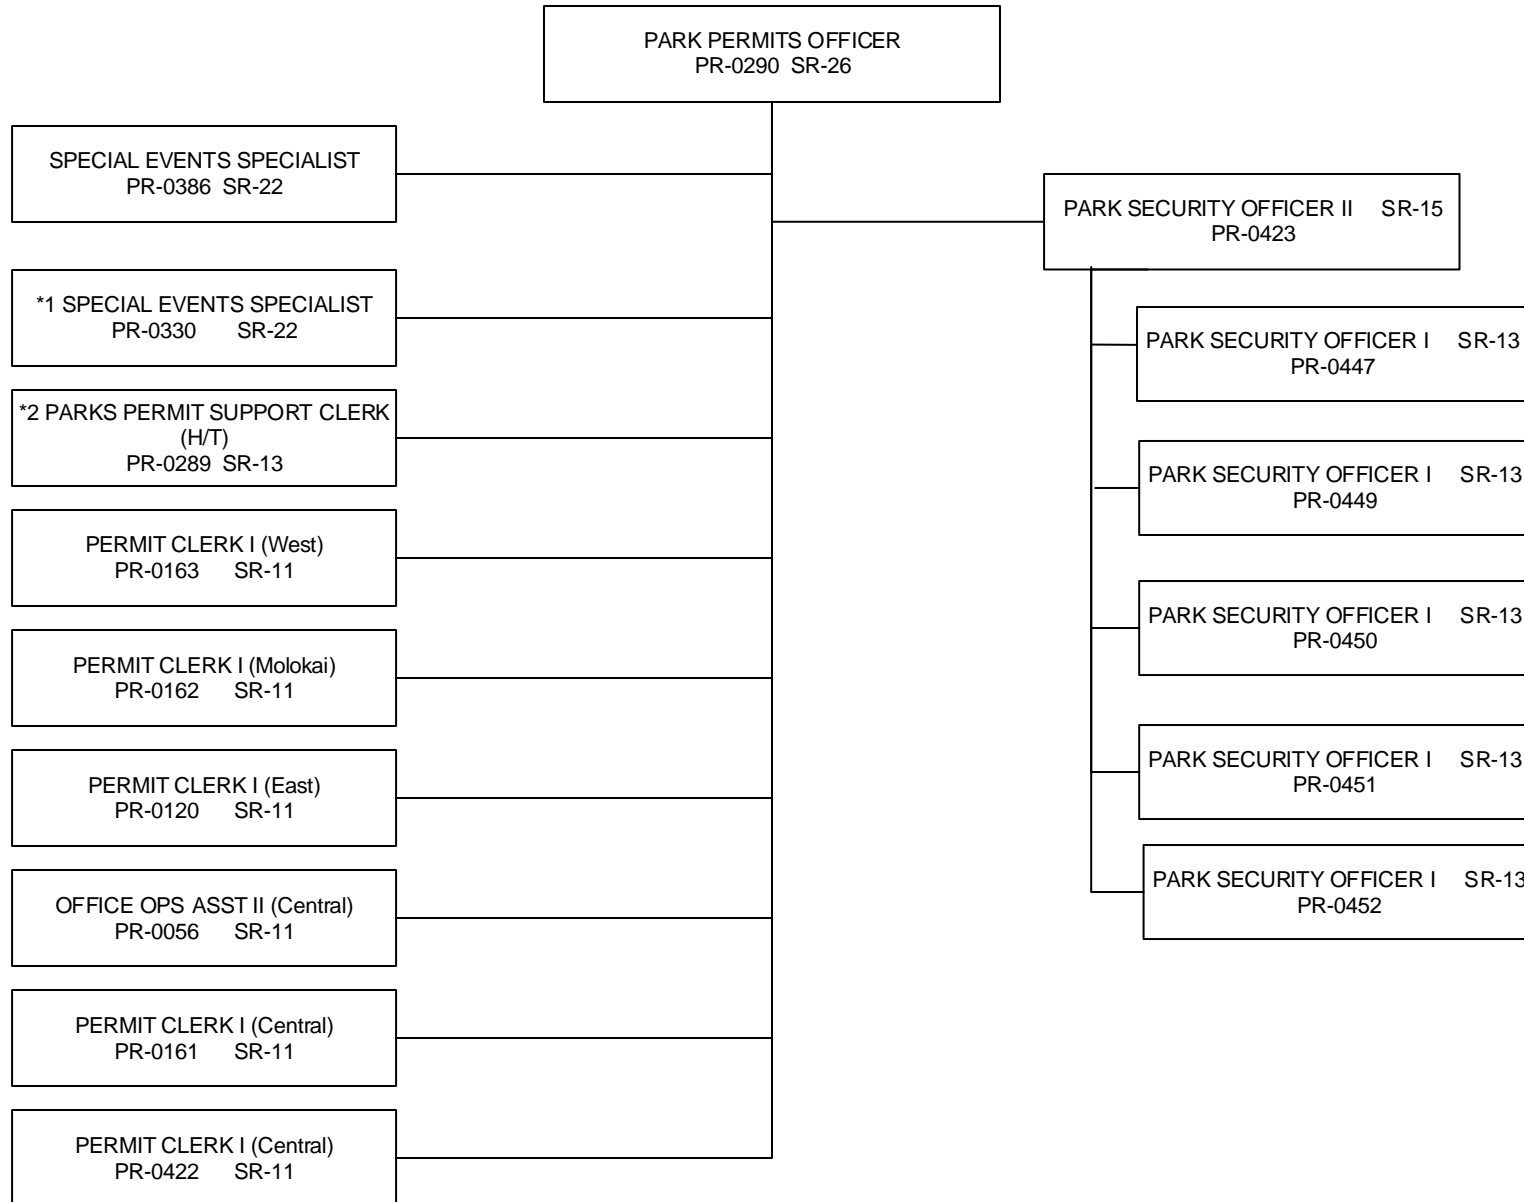 PARK PERMITS OFFICER
PR-0290 SR-26
SPECIAL EVENTS SPECIALIST
PR-0386 SR-22
*1 SPECIAL EVENTS SPECIALIST
PR-0330 SR-22
*2 PARKS PERMIT SUPPORT CLERK
(H/T)
PR-0289 SR-13
PERMIT CLERK I (West)
PR-0163 SR-11
PERMIT CLERK I (Molokai)
PR-0162 SR-11
PERMIT CLERK I (East)
PR-0120 SR-11
OFFICE OPS ASST II (Central)
PR-0056 SR-11
PERMIT CLERK I (Central)
PR-0161 SR-11
PERMIT CLERK I (Central)
PR-0422 SR-11
PARK SECURITY OFFICER II SR-15
PR-0423
PARK SECURITY OFFICER I SR-13
PR-0447
PARK SECURITY OFFICER I SR-13
PR-0449
PARK SECURITY OFFICER I SR-13
PR-0450
PARK SECURITY OFFICER I SR-13
PR-0451
PARK SECURITY OFFICER I SR-13
PR-0452